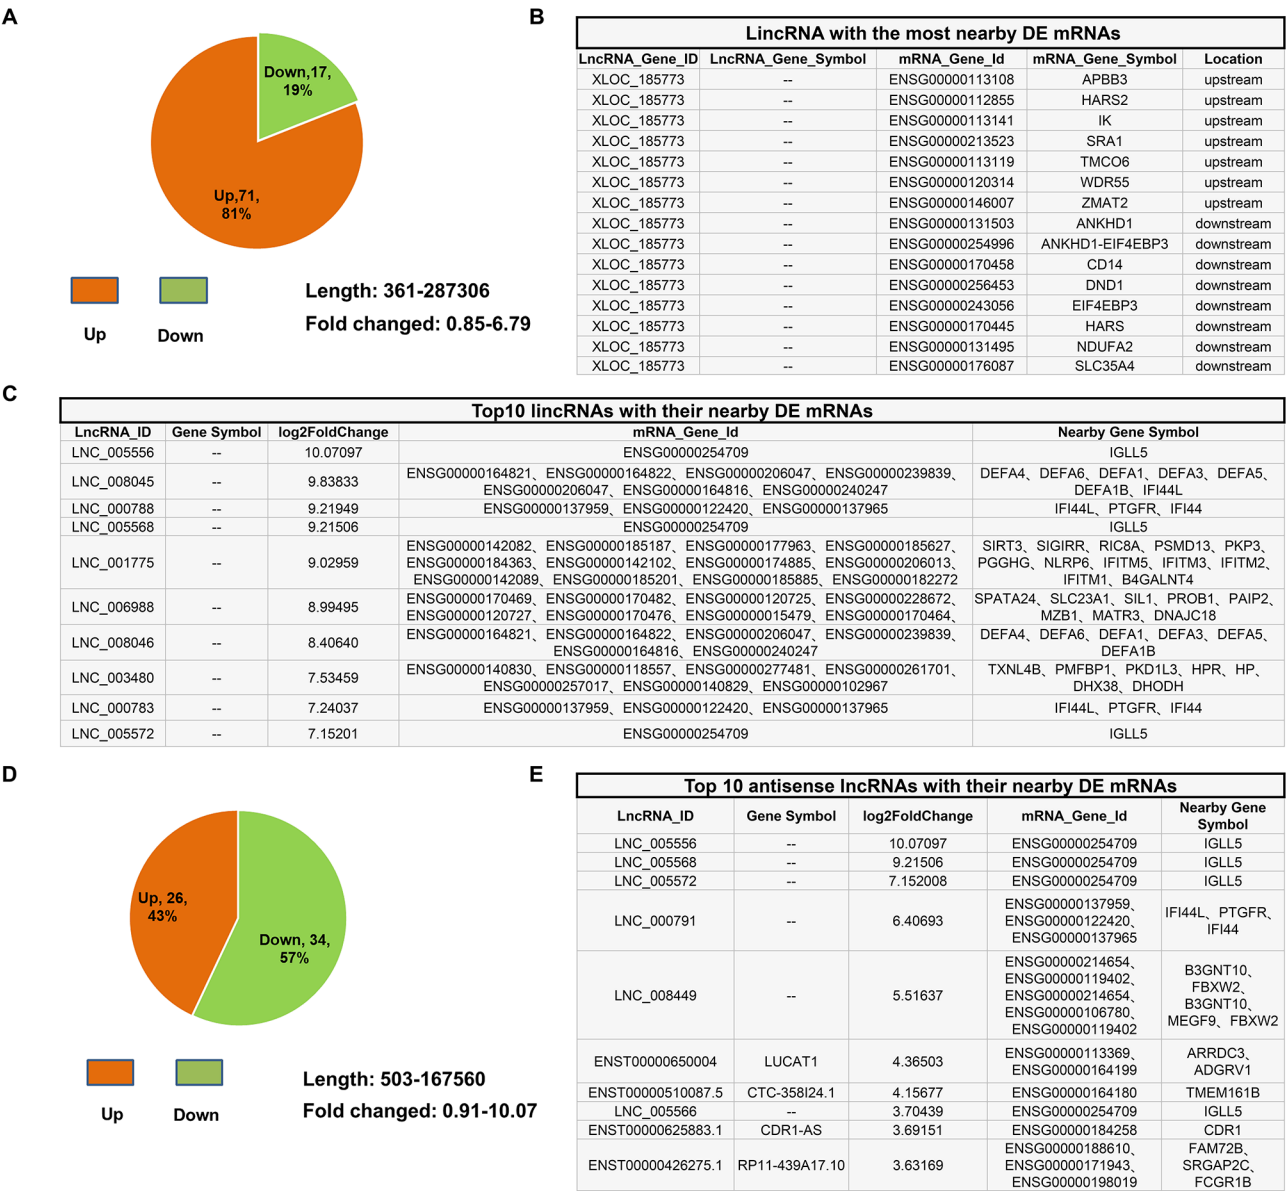 A
Down,17,
19%
Up,71,
81%
Up
Down
Length: 361-287306
Fold changed: 0.85-6.79
B
LincRNA with the most nearby DE mRNAs
LncRNA_Gene_ID LncRNA_Gene_Symbol mRNA_Gene_Id mRNA_Gene_Symbol Location
XLOC_185773 -- ENSG00000113108 APBB3 upstream
XLOC_185773 -- ENSG00000112855 HARS2 upstream
XLOC_185773 -- ENSG00000113141 IK upstream
XLOC_185773 -- ENSG00000213523 SRA1 upstream
XLOC_185773 -- ENSG00000113119 TMCO6 upstream
XLOC_185773 -- ENSG00000120314 WDR55 upstream
XLOC_185773 -- ENSG00000146007 ZMAT2 upstream
XLOC_185773 -- ENSG00000131503 ANKHD1 downstream
XLOC_185773 -- ENSG00000254996 ANKHD1-EIF4EBP3 downstream
XLOC_185773 -- ENSG00000170458 CD14 downstream
XLOC_185773 -- ENSG00000256453 DND1 downstream
XLOC_185773 -- ENSG00000243056 EIF4EBP3 downstream
XLOC_185773 -- ENSG00000170445 HARS downstream
XLOC_185773 -- ENSG00000131495 NDUFA2 downstream
XLOC_185773 -- ENSG00000176087 SLC35A4 downstream
C
Top10 lincRNAs with their nearby DE mRNAs
LncRNA_ID Gene Symbol log2FoldChange mRNA_Gene_Id Nearby Gene Symbol
LNC_005556 -- 10.07097 ENSG00000254709 IGLL5
LNC_008045 -- 9.83833 ENSG00000164821、ENSG00000164822、ENSG00000206047、ENSG00000239839、 DEFA4、DEFA6、DEFA1、DEFA3、DEFA5、
ENSG00000206047、ENSG00000164816、ENSG00000240247 DEFA1B、IFI44L
LNC_000788 -- 9.21949 ENSG00000137959、ENSG00000122420、ENSG00000137965 IFI44L、PTGFR、IFI44
LNC_005568 -- 9.21506 ENSG00000254709 IGLL5
LNC_001775 -- 9.02959 ENSG00000142082、ENSG00000185187、ENSG00000177963、ENSG00000185627、 SIRT3、SIGIRR、RIC8A、PSMD13、PKP3、
ENSG00000184363、ENSG00000142102、ENSG00000174885、ENSG00000206013、 PGGHG、NLRP6、IFITM5、IFITM3、IFITM2、
ENSG00000142089、ENSG00000185201、ENSG00000185885、ENSG00000182272 IFITM1、B4GALNT4
LNC_006988 -- 8.99495 ENSG00000170469、ENSG00000170482、ENSG00000120725、ENSG00000228672、 SPATA24、SLC23A1、SIL1、PROB1、PAIP2、
ENSG00000120727、ENSG00000170476、ENSG00000015479、ENSG00000170464、 MZB1、MATR3、DNAJC18
LNC_008046 -- 8.40640 ENSG00000164821、ENSG00000164822、ENSG00000206047、ENSG00000239839、 DEFA4、DEFA6、DEFA1、DEFA3、DEFA5、
ENSG00000164816、ENSG00000240247 DEFA1B
LNC_003480 -- 7.53459 ENSG00000140830、ENSG00000118557、ENSG00000277481、ENSG00000261701、 TXNL4B、PMFBP1、PKD1L3、HPR、HP、
ENSG00000257017、ENSG00000140829、ENSG00000102967 DHX38、DHODH
LNC_000783 -- 7.24037 ENSG00000137959、ENSG00000122420、ENSG00000137965 IFI44L、PTGFR、IFI44
LNC_005572 -- 7.15201 ENSG00000254709 IGLL5
D
Up, 26,
43%
Down, 34,
57%
Up
Down
Length: 503-167560
Fold changed: 0.91-10.07
E
Top 10 antisense lncRNAs with their nearby DE mRNAs
LncRNA_ID Gene Symbol log2FoldChange mRNA_Gene_Id Nearby Gene
Symbol
LNC_005556 -- 10.07097 ENSG00000254709 IGLL5
LNC_005568 -- 9.21506 ENSG00000254709 IGLL5
LNC_005572 -- 7.152008 ENSG00000254709 IGLL5
LNC_000791 -- 6.40693 ENSG00000137959、 IFI44L、PTGFR、
ENSG00000122420、 IFI44
ENSG00000137965
LNC_008449 -- 5.51637 ENSG00000214654、 B3GNT10、
ENSG00000119402、 FBXW2、
ENSG00000214654、 B3GNT10、
ENSG00000106780、 MEGF9、FBXW2
ENSG00000119402
ENST00000650004 LUCAT1 4.36503 ENSG00000113369、 ARRDC3、
ENSG00000164199 ADGRV1
ENST00000510087.5 CTC-358I24.1 4.15677 ENSG00000164180 TMEM161B
LNC_005566 -- 3.70439 ENSG00000254709 IGLL5
ENST00000625883.1 CDR1-AS 3.69151 ENSG00000184258 CDR1
ENST00000426275.1 RP11-439A17.10 3.63169 ENSG00000188610、 FAM72B、
ENSG00000171943、 SRGAP2C、
ENSG00000198019 FCGR1B